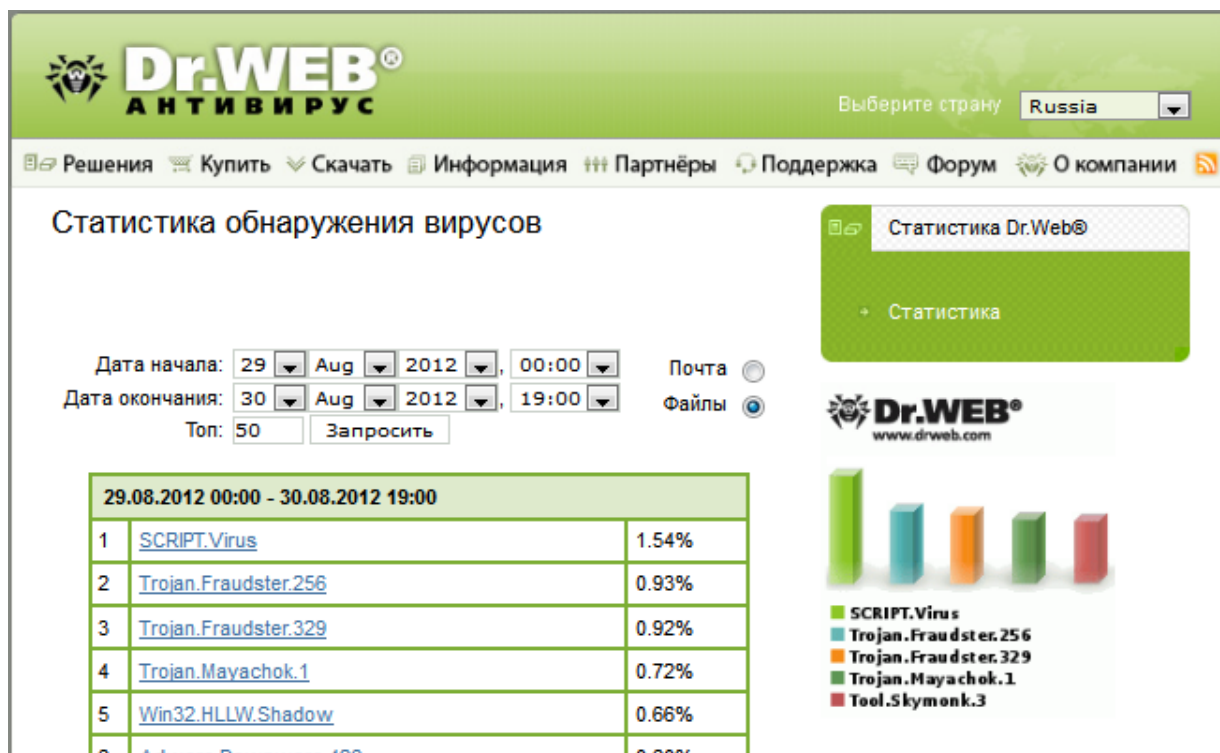 Dr.WEB®
АНТИВИРУС
Выберите страну Russia
Решения Купить Скачать Информация Партнёры Поддержка Форум О компании
Статистика обнаружения вирусов
Дата начала: 29 Aug 2012 , 00:00
Дата окончания: 30 Aug 2012 , 19:00
Топ: 50 Запросить
Почта
Файлы
29.08.2012 00:00 - 30.08.2012 19:00
1 SCRIPT.Virus 1.54%
2 Trojan.Fraudster.256 0.93%
3 Trojan.Fraudster.329 0.92%
4 Trojan.Mayachok.1 0.72%
5 Win32.HLLW.Shadow 0.66%
Статистика Dr.Web®
Статистика
Dr.WEB®
www.drweb.com
SCRIPT.Virus
Trojan.Fraudster.256
Trojan.Fraudster.329
Trojan.Mayachok.1
Tool.Skymonk.3